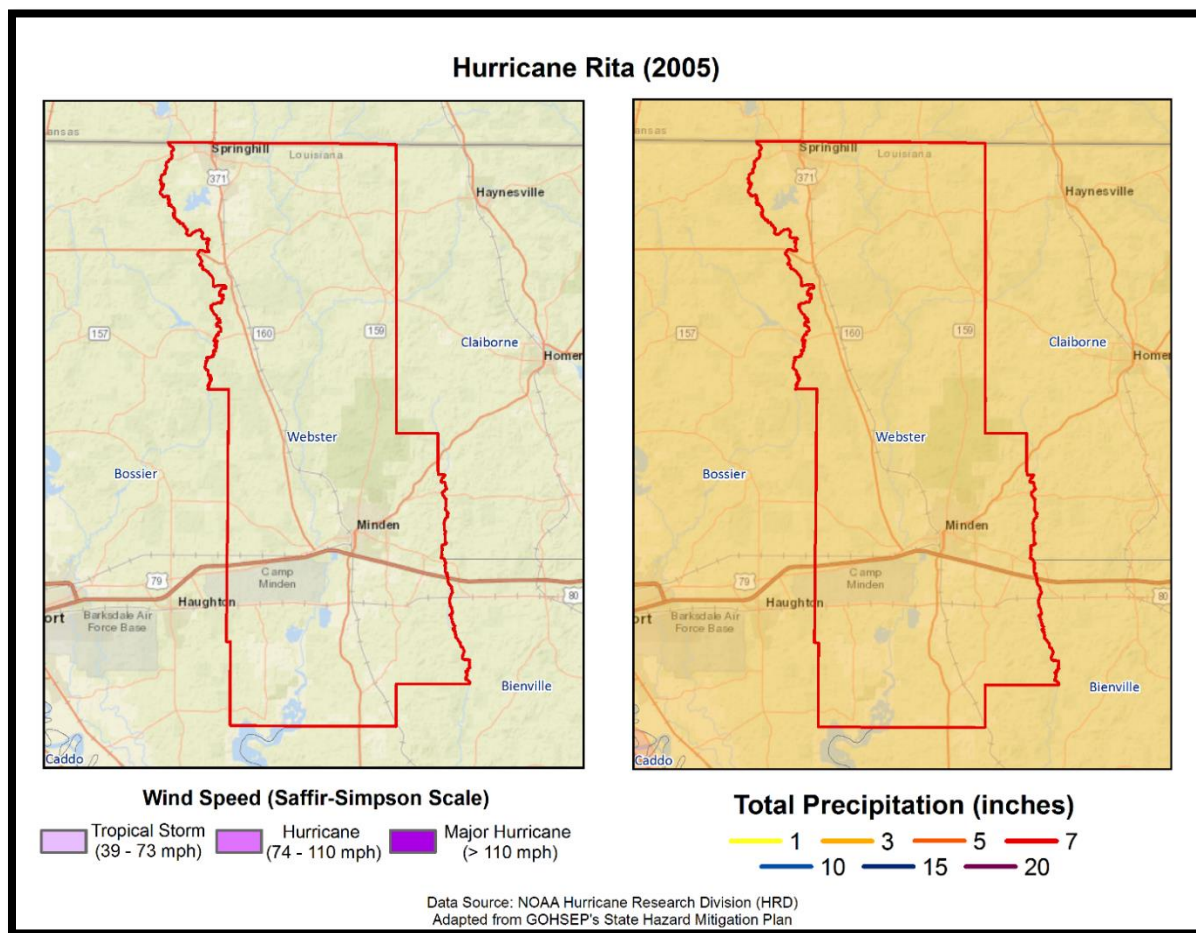 Hurricane Rita (2005)
ansas
Springhill
Louisiana
371
Haynesville
157
160
159
Claiborne
Homer
Webster
Bossier
Minden
79
Camp
Minden
80
Haughton
ort
Barksdale Air
Force Base
Bienville
Caddo
Wind Speed (Saffir-Simpson Scale)
Tropical Storm
(39 - 73 mph)
Hurricane
(74 - 110 mph)
Major Hurricane
(> 110 mph)
ansas
Springhill
Louisiana
371
Haynesville
157
160
159
Claiborne
Homer
Webster
Bossier
Minden
79
Camp
Minden
80
Haughton
ort
Barksdale Air
Force Base
Bienville
Caddo
Total Precipitation (inches)
1 3 5 7
10 15 20
Data Source: NOAA Hurricane Research Division (HRD)
Adapted from GOHSEP's State Hazard Mitigation Plan